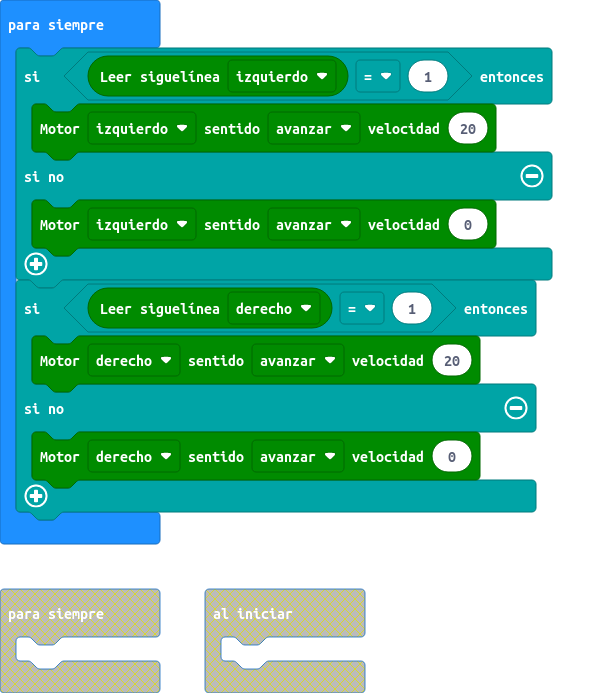 para siempre
si Leer siguelínea izquierdo = 1 entonces
Motor izquierdo sentido avanzar velocidad 20
si no
Motor izquierdo sentido avanzar velocidad 0
si Leer siguelínea derecho = 1 entonces
Motor derecho sentido avanzar velocidad 20
si no
Motor derecho sentido avanzar velocidad 0
para siempre al iniciar